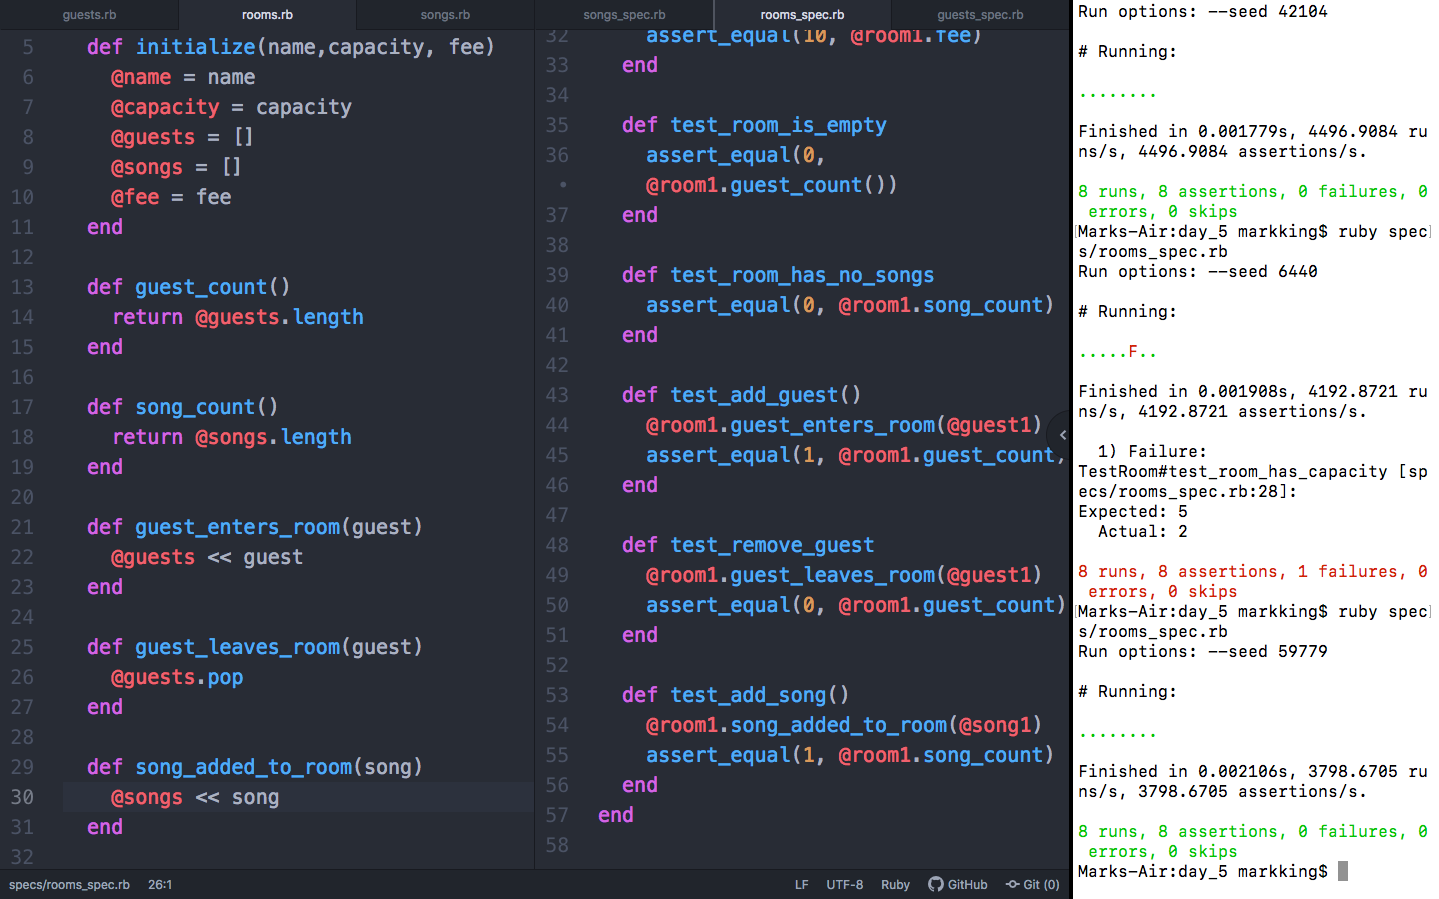 guests.rb
rooms.rb
songs.rb
5 def initialize(name,capacity, fee)
6 @name = name
7 @capacity = capacity
8 @guests = []
9 @songs = []
10 @fee = fee
11 end
12
13 def guest_count()
14 return @guests.length
15 end
16
17 def song_count()
18 return @songs.length
19 end
20
21 def guest_enters_room(guest)
22 @guests << guest
23 end
24
25 def guest_leaves_room(guest)
26 @guests.pop
27 end
28
29 def song_added_to_room(song)
30 @songs << song
31 end
32
songs_spec.rb
rooms_spec.rb
guests_spec.rb
32 assert_equal(10, @room1.fee)
33 end
34
35 def test_room_is_empty
36 assert_equal(0,
• @room1.guest_count())
37 end
38
39 def test_room_has_no_songs
40 assert_equal(0, @room1.song_count)
41 end
42
43 def test_add_guest()
44 @room1.guest_enters_room(@guest1)
45 assert_equal(1, @room1.guest_count,
46 end
47
48 def test_remove_guest
49 @room1.guest_leaves_room(@guest1)
50 assert_equal(0, @room1.guest_count)
51 end
52
53 def test_add_song()
54 @room1.song_added_to_room(@song1)
55 assert_equal(1, @room1.song_count)
56 end
57 end
58
Run options: --seed 42104
# Running:
........
Finished in 0.001779s, 4496.9084 ru
ns/s, 4496.9084 assertions/s.
8 runs, 8 assertions, 0 failures, 0
errors, 0 skips
[Marks-Air:day_5 markking$ ruby spec]
s/rooms_spec.rb
Run options: --seed 6440
# Running:
.....F..
Finished in 0.001908s, 4192.8721 ru
ns/s, 4192.8721 assertions/s.
1) Failure:
TestRoom#test_room_has_capacity [sp
ecs/rooms_spec.rb:28]:
Expected: 5
Actual: 2
8 runs, 8 assertions, 1 failures, 0
errors, 0 skips
[Marks-Air:day_5 markking$ ruby spec]
s/rooms_spec.rb
Run options: --seed 59779
# Running:
........
Finished in 0.002106s, 3798.6705 ru
ns/s, 3798.6705 assertions/s.
8 runs, 8 assertions, 0 failures, 0
errors, 0 skips
Marks-Air:day_5 markking$
specs/rooms_spec.rb 26:1
LF UTF-8 Ruby GitHub Git (0)